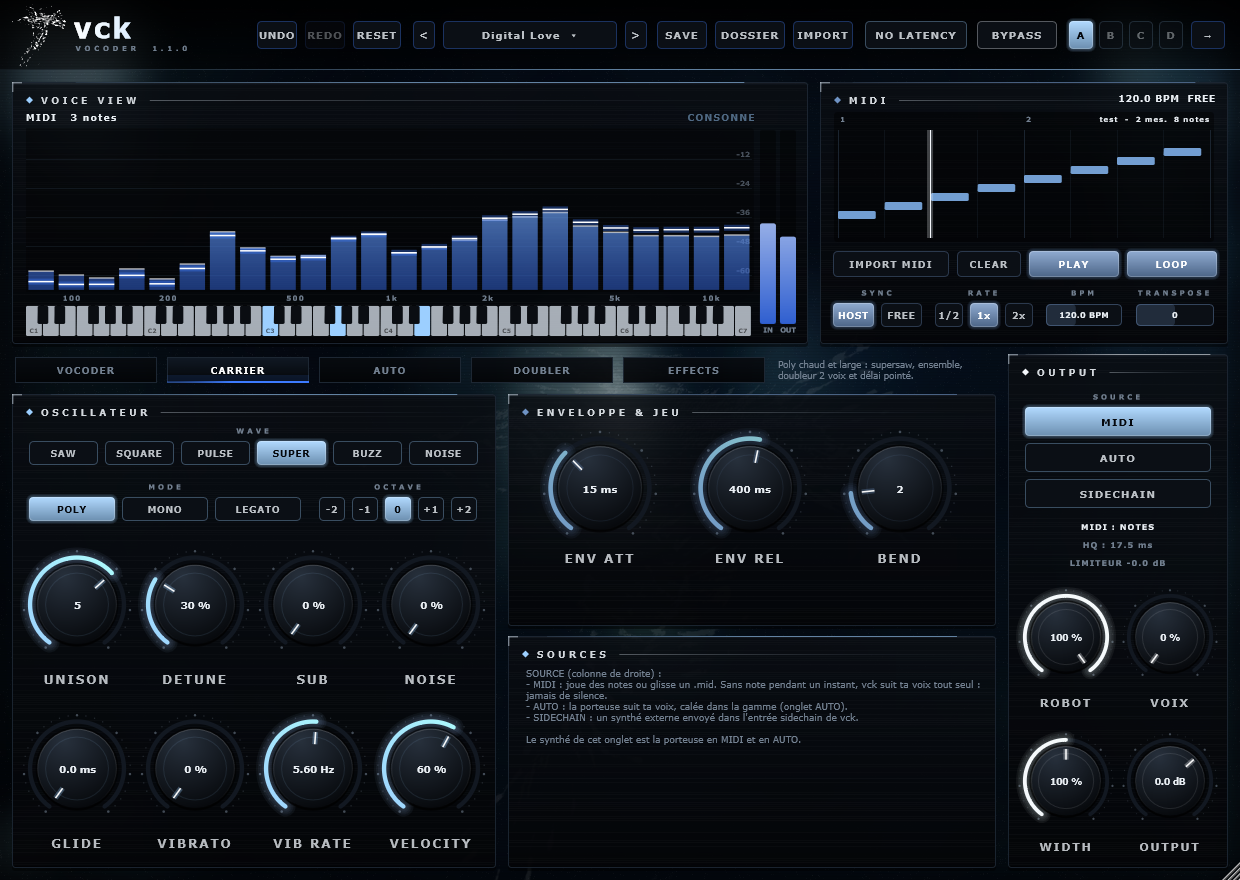 vck
VOCODER 1.1.0
UNDO REDO RESET < Digital Love > SAVE DOSSIER IMPORT NO LATENCY BYPASS A B C D →
VOICE VIEW
MIDI 3 notes
CONSONNE
-12
-24
-36
-48
-60
100 200 500 1k 2k 5k 10k
C1 C2 C3 C4 C5 C6 C7
IN OUT
MIDI
120.0 BPM FREE
1 2 test - 2 mes. 8 notes
IMPORT MIDI CLEAR PLAY LOOP
SYNC RATE BPM TRANSPOSE
HOST FREE 1/2 1x 2x 120.0 BPM 0
VOCODER CARRIER AUTO DOUBLER EFFECTS
Poly chaud et large : supersaw, ensemble,
doubleur 2 voix et délai pointé.
OSCILLATEUR
WAVE
SAW SQUARE PULSE SUPER BUZZ NOISE
MODE OCTAVE
POLY MONO LEGATO -2 -1 0 +1 +2
5 30 % 0 % 0 %
UNISON DETUNE SUB NOISE
0.0 ms 0 % 5.60 Hz 60 %
GLIDE VIBRATO VIB RATE VELOCITY
ENVELOPPE & JEU
15 ms 400 ms 2
ENV ATT ENV REL BEND
SOURCES
SOURCE (colonne de droite) :
- MIDI : joue des notes ou glisse un .mid. Sans note pendant un instant, vck suit ta voix tout seul :
jamais de silence.
- AUTO : la porteuse suit ta voix, calée dans la gamme (onglet AUTO).
- SIDECHAIN : un synthé externe envoyé dans l'entrée sidechain de vck.
Le synthé de cet onglet est la porteuse en MIDI et en AUTO.
OUTPUT
SOURCE
MIDI
AUTO
SIDECHAIN
MIDI : NOTES
HQ : 17.5 ms
LIMITEUR -0.0 dB
100 % 0 %
ROBOT VOIX
100 % 0.0 dB
WIDTH OUTPUT